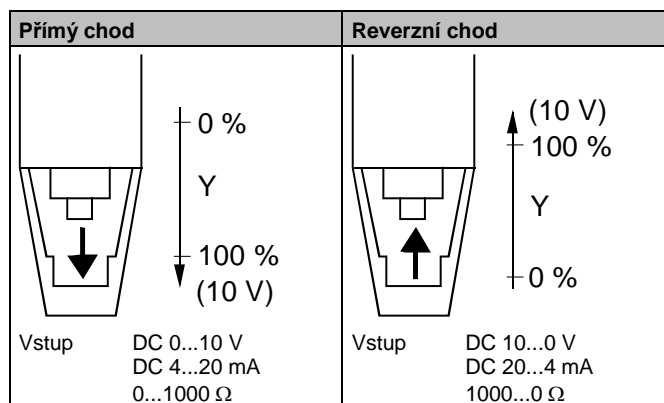 Přímý chod
Reverzní chod
0 %
Y
100 %
(10 V)
(10 V)
100 %
Y
0 %
Vstup DC 0...10 V
DC 4...20 mA
0...1000 Ω
Vstup DC 10...0 V
DC 20...4 mA
1000...0 Ω